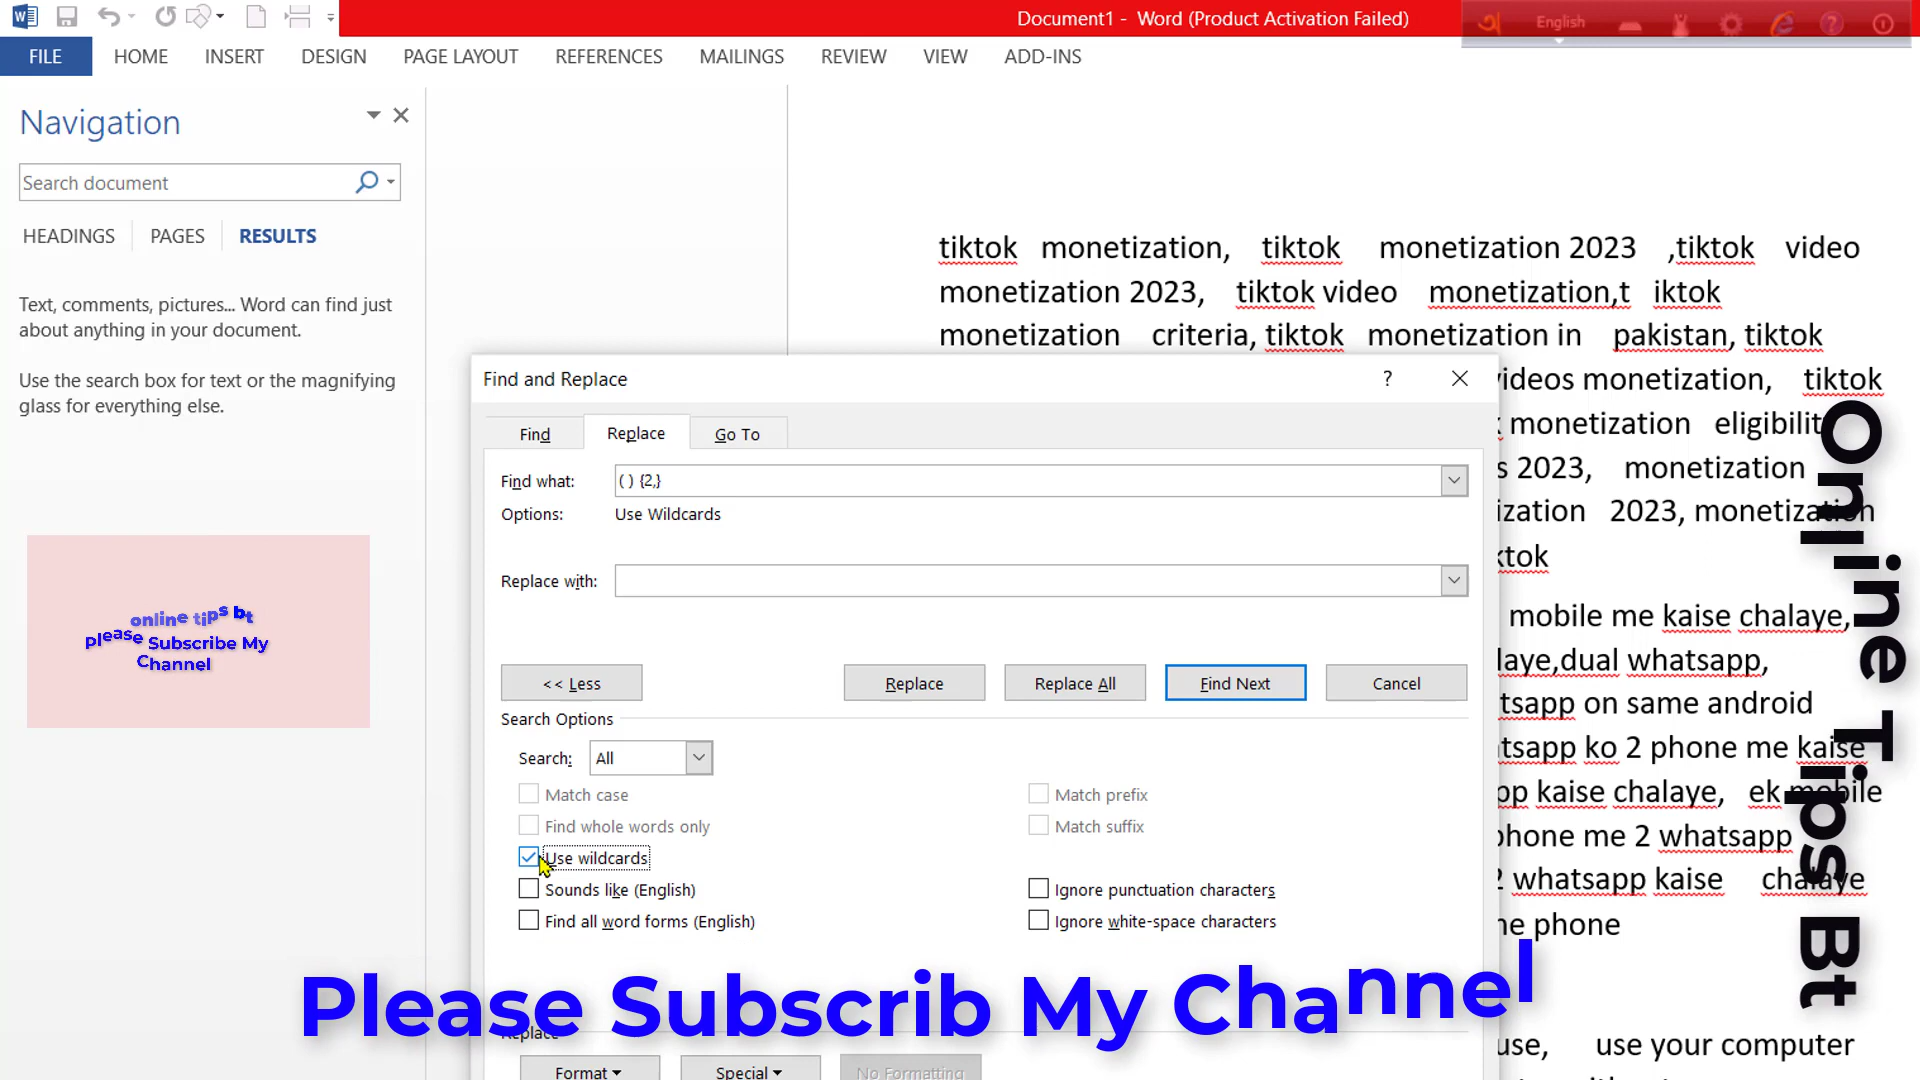 Document1 - Word (Product Activation Failed)
English
FILE HOME INSERT DESIGN PAGE LAYOUT REFERENCES MAILINGS REVIEW VIEW ADD-INS
Navigation
Search document
HEADINGS PAGES RESULTS
Text, comments, pictures... Word can find just
about anything in your document.
Use the search box for text or the magnifying
glass for everything else.
online tips bt
please Subscribe My
Channel
tiktok monetization, tiktok monetization 2023 ,tiktok video
monetization 2023, tiktok video monetization,t iktok
monetization criteria, tiktok monetization in pakistan, tiktok
videos monetization, tiktok
monetization eligibilit
s 2023, monetization
ization 2023, monetization
ktok
mobile me kaise chalaye,
laye,dual whatsapp,
tsapp on same android
tsapp ko 2 phone me kaise
pp kaise chalaye, ek mobile
phone me 2 whatsapp
2 whatsapp kaise chalaye
ne phone
use, use your computer
Find and Replace
?
Find Replace Go To
Find what: ( ) {2,}
Options: Use Wildcards
Replace with:
<< Less Replace Replace All Find Next Cancel
Search Options
Search: All
Match case Match prefix
Find whole words only Match suffix
Use wildcards
Sounds like (English) Ignore punctuation characters
Find all word forms (English) Ignore white-space characters
Replace
Format Special No Formatting
Please Subscrib My Channel
Online Tips Bt